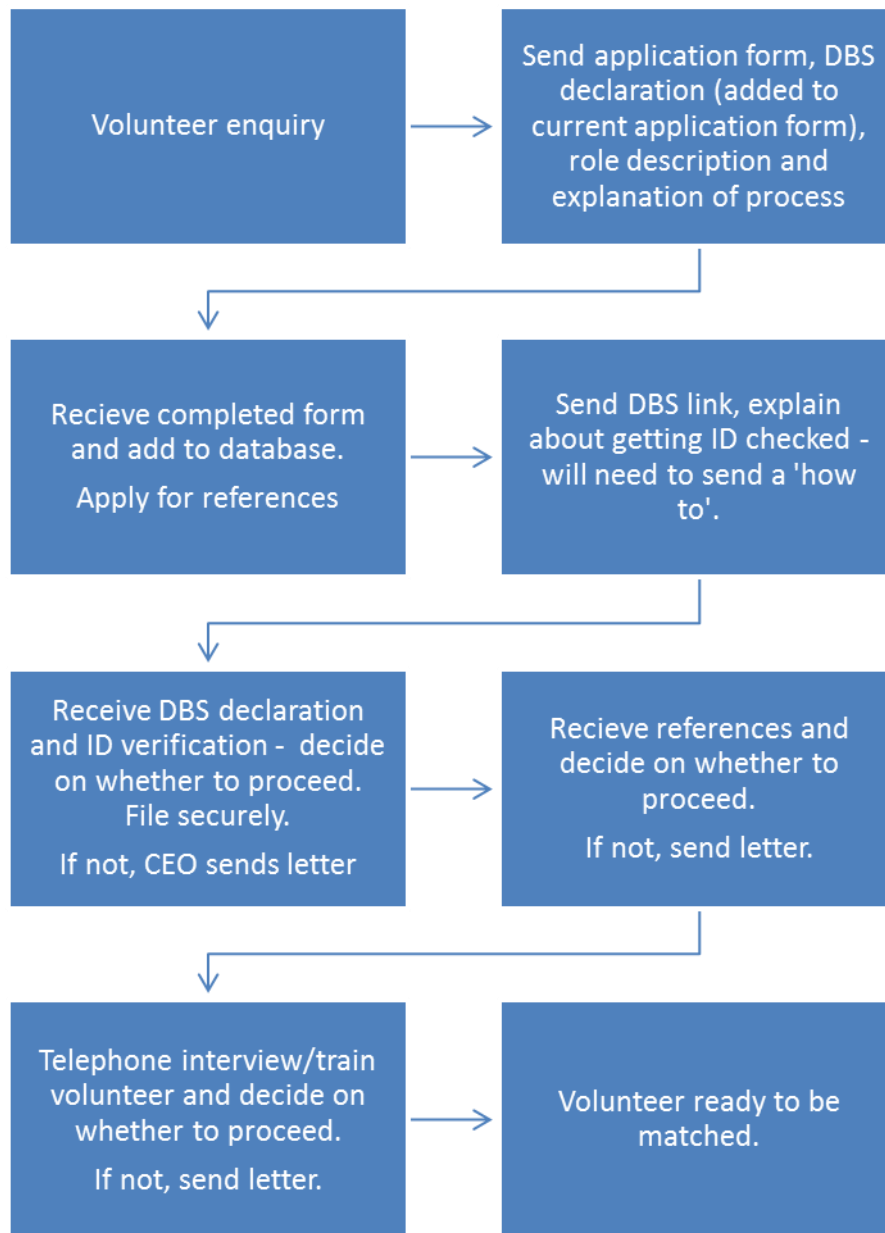 Volunteer enquiry
Send application form, DBS
declaration (added to
current application form),
role description and
explanation of process
Recieve completed form
and add to database.
Apply for references
Send DBS link, explain
about getting ID checked -
will need to send a 'how
to'.
Receive DBS declaration
and ID verification -  decide
on whether to proceed.
File securely.
If not, CEO sends letter
Recieve references and
decide on whether to
proceed.
If not, send letter.
Telephone interview/train
volunteer and decide on
whether to proceed.
If not, send letter.
Volunteer ready to be
matched.